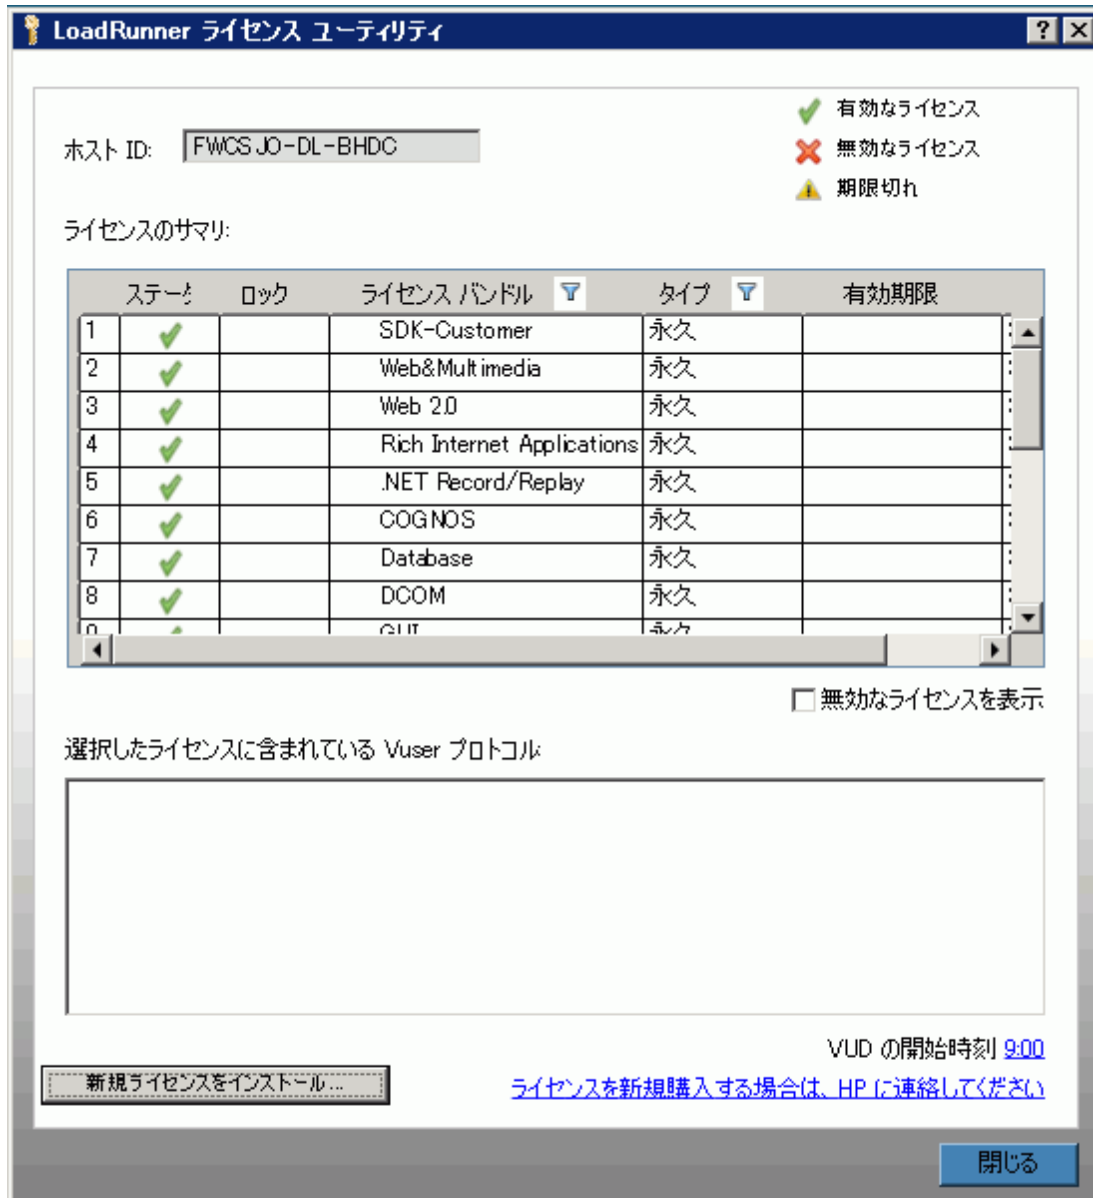 LoadRunner ライセンス ユーティリティ
有効なライセンス
ホスト ID: FWCSJO-DL-BHDC
無効なライセンス
期限切れ
ライセンスのサマリ:
ロック ライセンス バンドル タイプ 有効期限
1 SDK-Customer 永久
2 Web&Multimedia 永久
3 Web 2.0 永久
4 Rich Internet Applications 永久
5 .NET Record/Replay 永久
6 COGNOS 永久
7 Database 永久
8 DCOM 永久
無効なライセンスを表示
選択したライセンスに含まれている Vuser プロトコル:
VUD の開始時刻 9:00
新規ライセンスをインストール...
ライセンスを新規購入する場合は、HP に連絡してください
閉じる